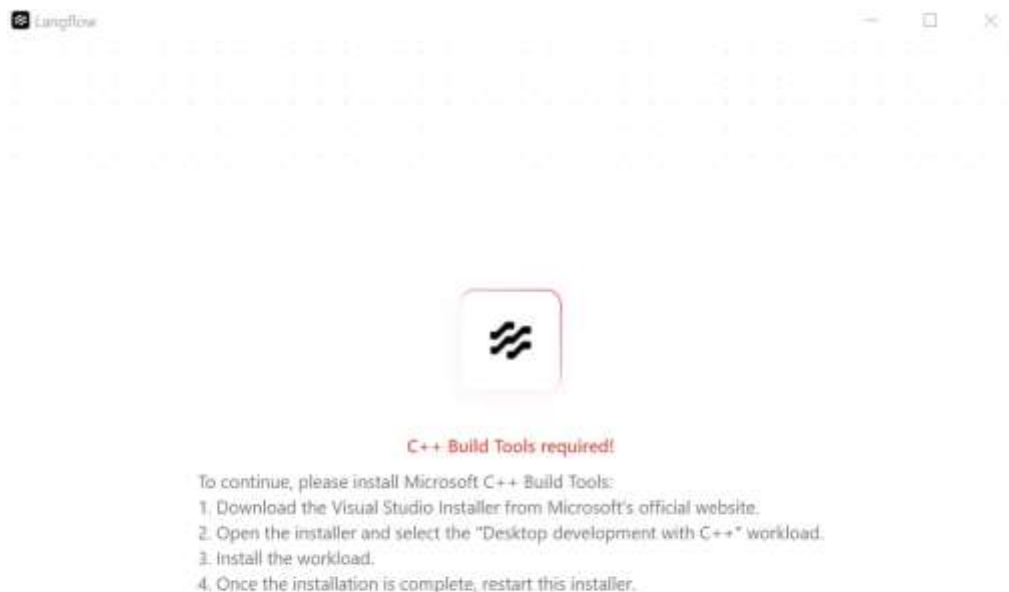 Langflow
C++ Build Tools required!
To continue, please install Microsoft C++ Build Tools:
1. Download the Visual Studio Installer from Microsoft's official website.
2. Open the installer and select the "Desktop development with C++" workload.
3. Install the workload.
4. Once the installation is complete, restart this installer.